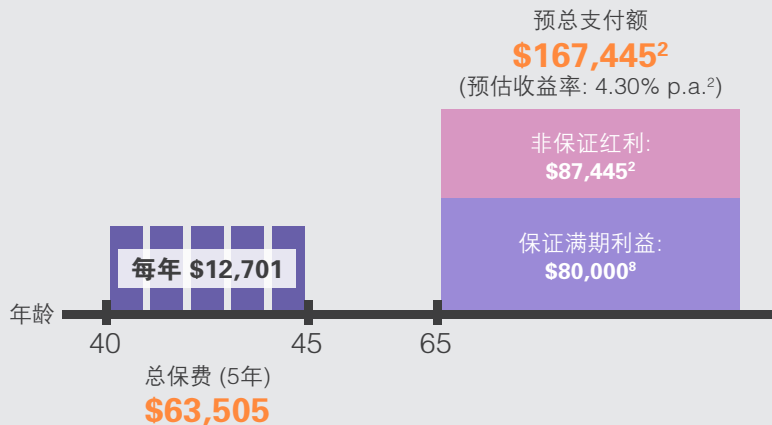 预总支付额
$167,445²
(预估收益率: 4.30% p.a.²)
非保证红利:
$87,445²
保证满期利益:
$80,000⁸
每年 $12,701
年龄
40
45
65
总保费 (5年)
$63,505